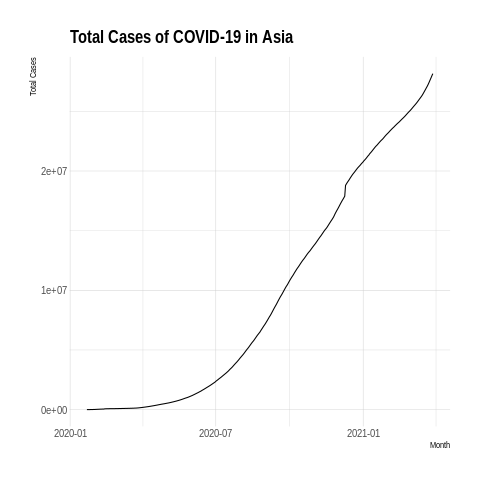 Total Cases of COVID-19 in Asia
Total Cases
2e+07
1e+07
0e+00
2020-01 2020-07 2021-01
Month